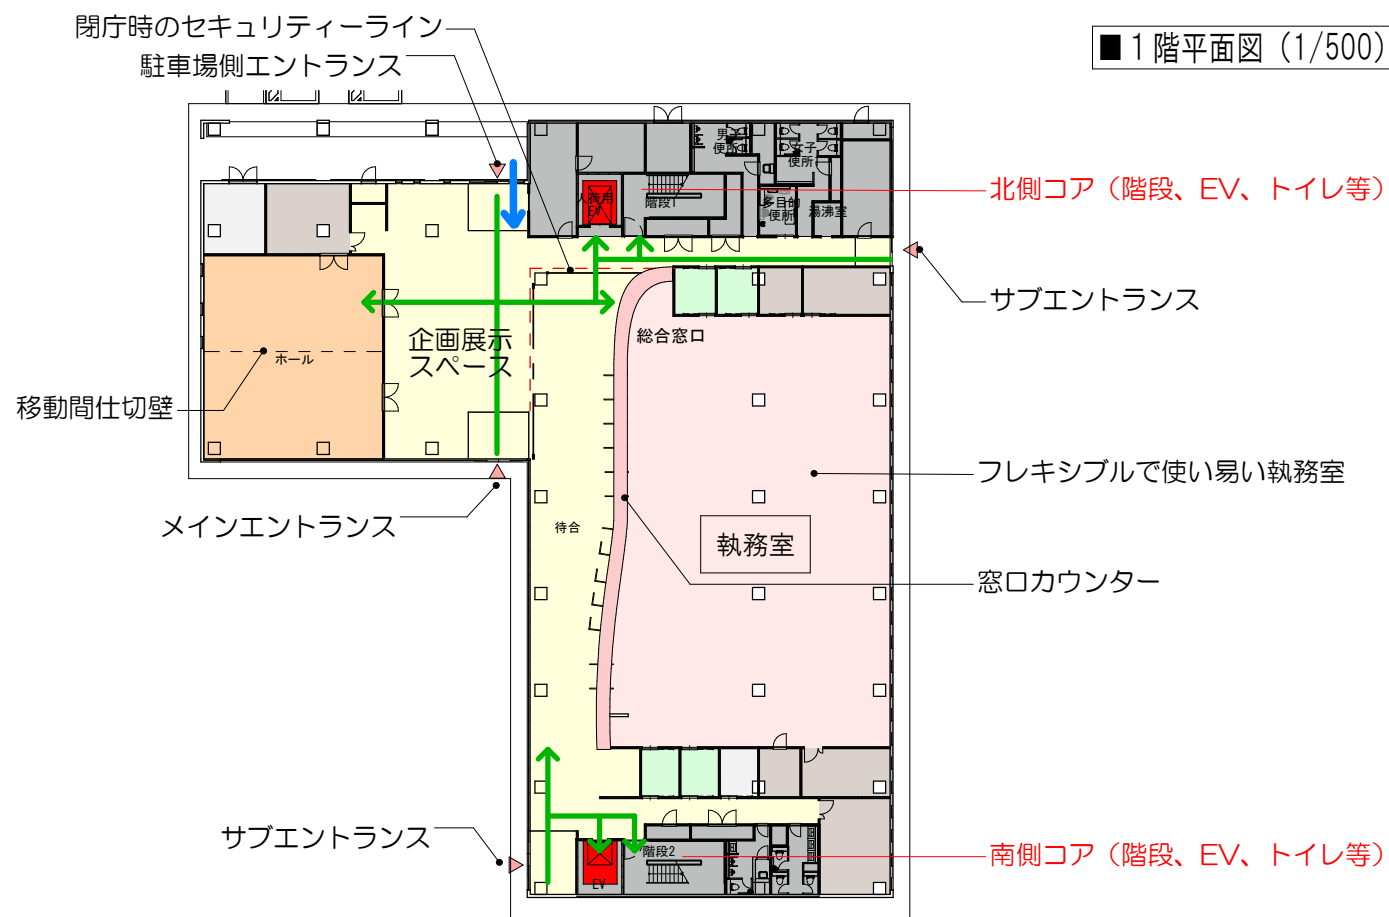 閉庁時のセキュリティーライン
■１階平面図（1/500）
駐車場側エントランス
男子
便所
女子
便所
北側コア（階段、EV、トイレ等）
人荷用
EV
階段1
多目的
便所
湯沸室
サブエントランス
企画展示
スペース
総合窓口
ホール
移動間仕切壁
フレキシブルで使い易い執務室
メインエントランス
待合
執務室
窓口カウンター
サブエントランス
階段2
南側コア（階段、EV、トイレ等）
EV